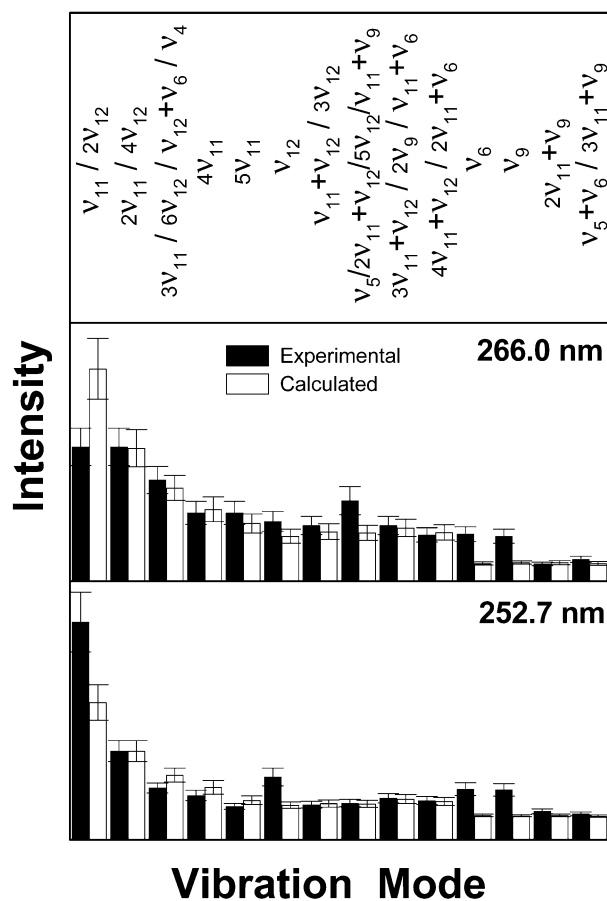 ν₁₁ / 2ν₁₂
2ν₁₁ / 4ν₁₂
3ν₁₁ / 6ν₁₂ / ν₁₂+ν₆ / ν₄
4ν₁₁
5ν₁₁
ν₁₂
ν₁₁+ν₁₂ / 3ν₁₂
ν₅/2ν₁₁+ν₁₂/5ν₁₂/ν₁₁+ν₉
3ν₁₁+ν₁₂ / 2ν₉ / ν₁₁+ν₆
4ν₁₁+ν₁₂ / 2ν₁₁+ν₆
ν₆
ν₉
2ν₁₁+ν₉
ν₅+ν₆ / 3ν₁₁+ν₉
Intensity
Experimental
Calculated
266.0 nm
252.7 nm
Vibration Mode